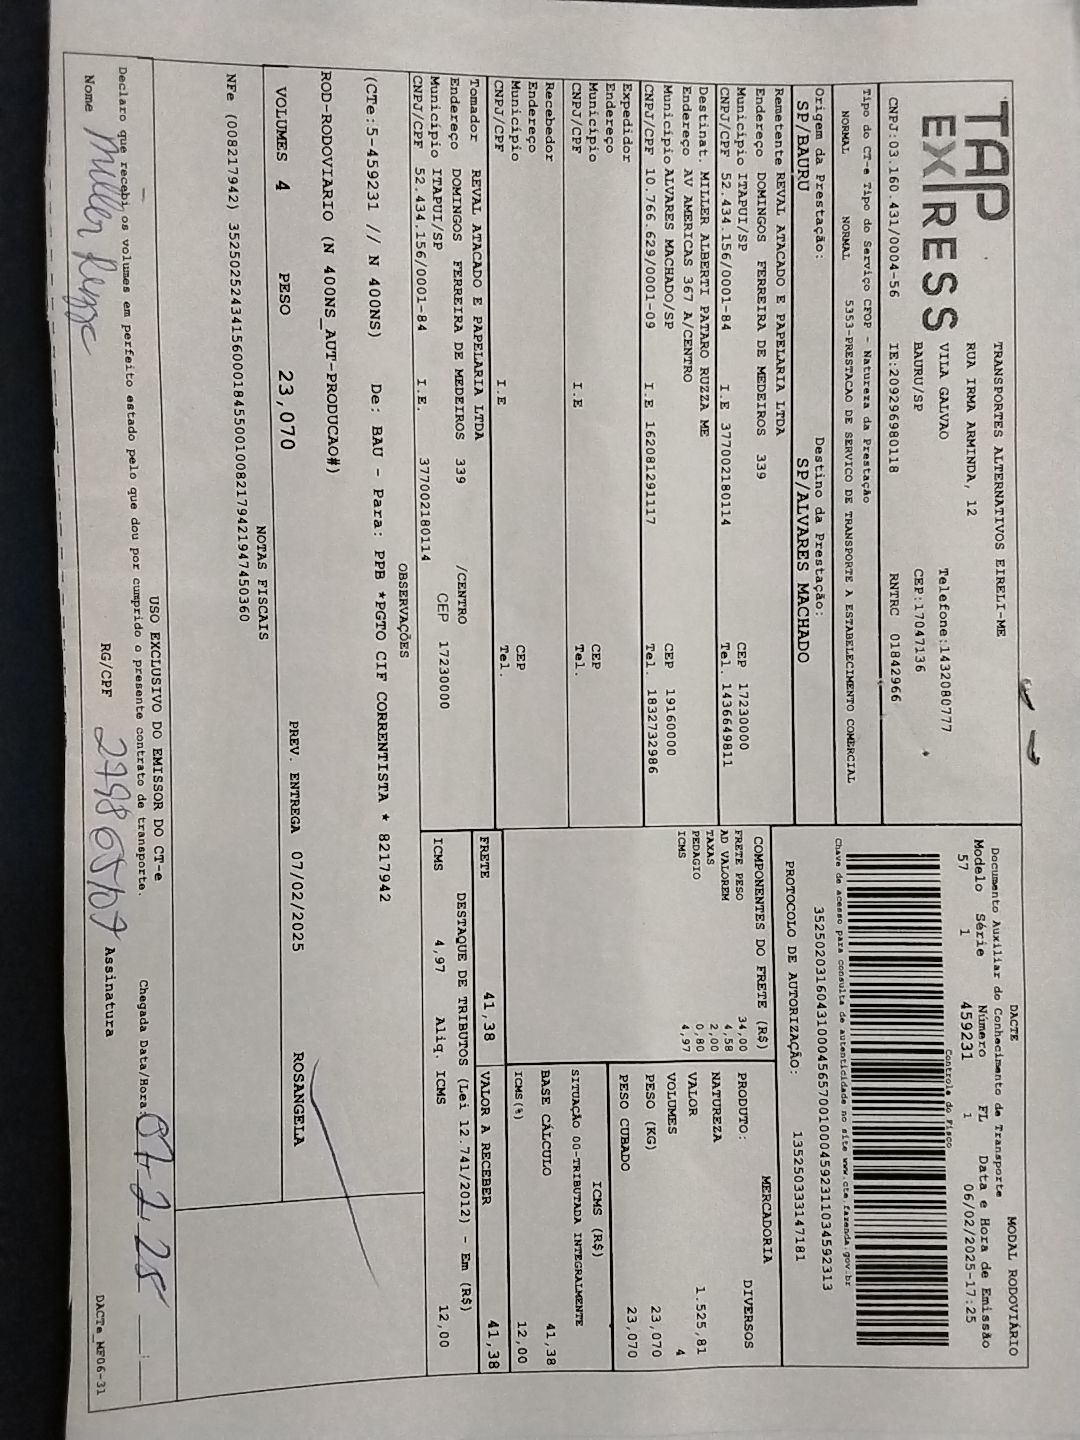 TAP
EXPRESS
TRANSPORTES ALTERNATIVOS EIRELI-ME
RUA IRMA ARMINDA, 12
VILA GALVAO Telefone:1432080777
BAURU/SP CEP:17047136
CNPJ:03.160.431/0004-56 IE:209296980118 RNTRC 01842966
Tipo do CT-e Tipo do Serviço CFOP - Natureza da Prestação
NORMAL NORMAL 5353-PRESTACAO DE SERVICO DE TRANSPORTE A ESTABELECIMENTO COMERCIAL
Origem da Prestação: Destino da Prestação:
SP/BAURU SP/ALVARES MACHADO
Remetente REVAL ATACADO E PAPELARIA LTDA
Endereço DOMINGOS FERREIRA DE MEDEIROS 339
Município ITAPUI/SP CEP 17230000
CNPJ/CPF 52.434.156/0001-84 I.E 377002180114 Tel. 1436649811
Destinat. MILLER ALBERTI PATARO RUZZA ME
Endereço AV AMERICAS 367 A/CENTRO
Município ALVARES MACHADO/SP CEP 19160000
CNPJ/CPF 10.766.629/0001-09 I.E 162081291117 Tel. 1832732986
Expedidor
Endereço
Município CEP
CNPJ/CPF I.E Tel.
Recebedor
Endereço
Município CEP
CNPJ/CPF I.E Tel.
Tomador REVAL ATACADO E PAPELARIA LTDA
Endereço DOMINGOS FERREIRA DE MEDEIROS 339 /CENTRO
Município ITAPUI/SP CEP 17230000
CNPJ/CPF 52.434.156/0001-84 I.E. 377002180114
DACTE MODAL RODOVIÁRIO
Documento Auxiliar do Conhecimento de Transporte
Modelo Série Número FL Data e Hora de Emissão
57 1 459231 1 06/02/2025-17:25
Controle do Fisco
Chave de acesso para consulta de autenticidade no site www.cte.fazenda.gov.br
35250203160431000456570010004592311034592313
PROTOCOLO DE AUTORIZAÇÃO: 135250333147181
COMPONENTES DO FRETE (R$)
FRETE PESO 34,00
AD VALOREM 4,58
TAXAS 2,00
PEDAGIO 0,80
ICMS 4,97
MERCADORIA
PRODUTO: DIVERSOS
NATUREZA
VALOR 1.525,81
VOLUMES 4
PESO (KG) 23,070
PESO CUBADO 23,070
ICMS (R$)
SITUAÇÃO 00-TRIBUTADA INTEGRALMENTE
BASE CÁLCULO 41,38
ICMS(%) 12,00
FRETE 41,38 VALOR A RECEBER 41,38
DESTAQUE DE TRIBUTOS (Lei 12.741/2012) - Em (R$)
ICMS 4,97 Aliq. ICMS 12,00
OBSERVAÇÕES
(CTe:5-459231 // N 400NS) De: BAU - Para: PPB *PGTO CIF CORRENTISTA * 8217942
ROD-RODOVIARIO (N 400NS_AUT-PRODUCAO#)
VOLUMES 4 PESO 23,070 PREV. ENTREGA 07/02/2025 ROSANGELA
NOTAS FISCAIS
NFe (008217942) 35250252434156000184550010082179421947450360
USO EXCLUSIVO DO EMISSOR DO CT-e
Declaro que recebi os volumes em perfeito estado pelo que dou por cumprido o presente contrato de transporte. Chegada Data/Hora: 07-2-25 :
Nome Miller RG/CPF Assinatura
DACTe_MF06-31